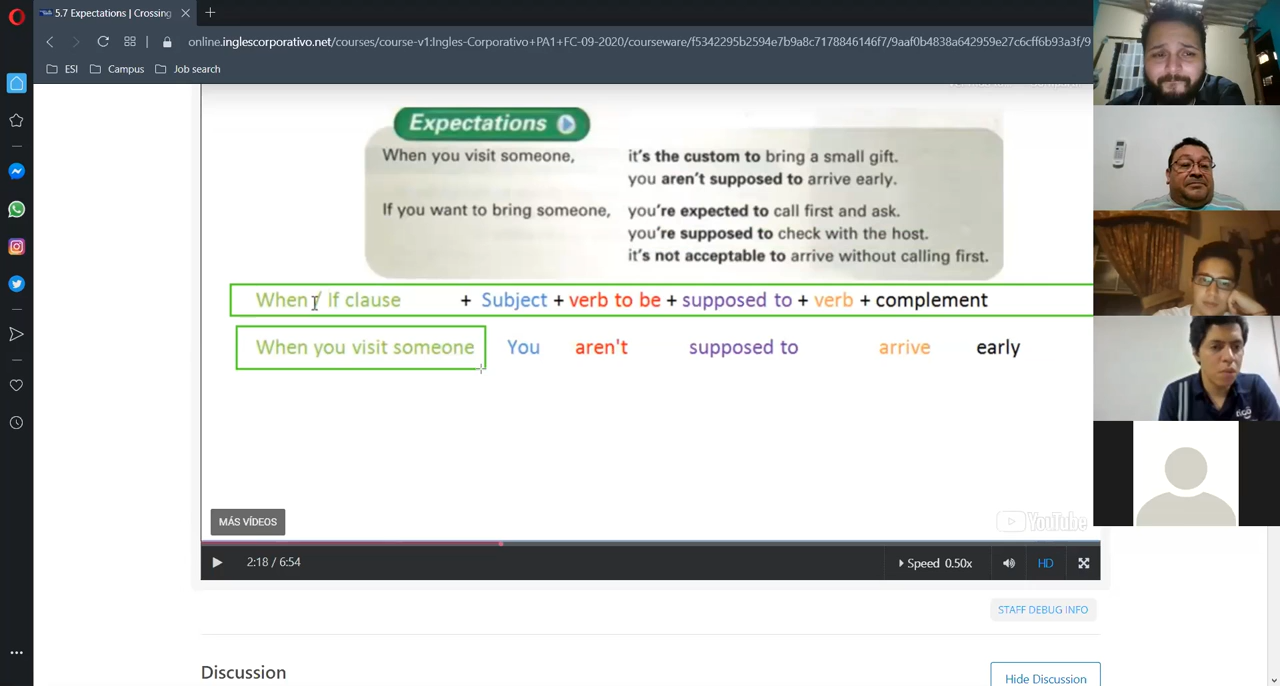 5.7 Expectations | Crossing
online.inglescorporativo.net/courses/course-v1:Ingles-Corporativo+PA1+FC-09-2020/courseware/f5342295b2594e7b9a8c7178846146f7/9aaf0b4838a642959e27c6cff6b93a3f/9
ESI Campus Job search
Expectations
When you visit someone, it's the custom to bring a small gift.
you aren't supposed to arrive early.
If you want to bring someone, you're expected to call first and ask.
you're supposed to check with the host.
it's not acceptable to arrive without calling first.
When / If clause + Subject + verb to be + supposed to + verb + complement
When you visit someone You aren't supposed to arrive early
tigo
MÁS VÍDEOS
YouTube
2:18 / 6:54 Speed 0.50x HD
STAFF DEBUG INFO
Discussion
Hide Discussion